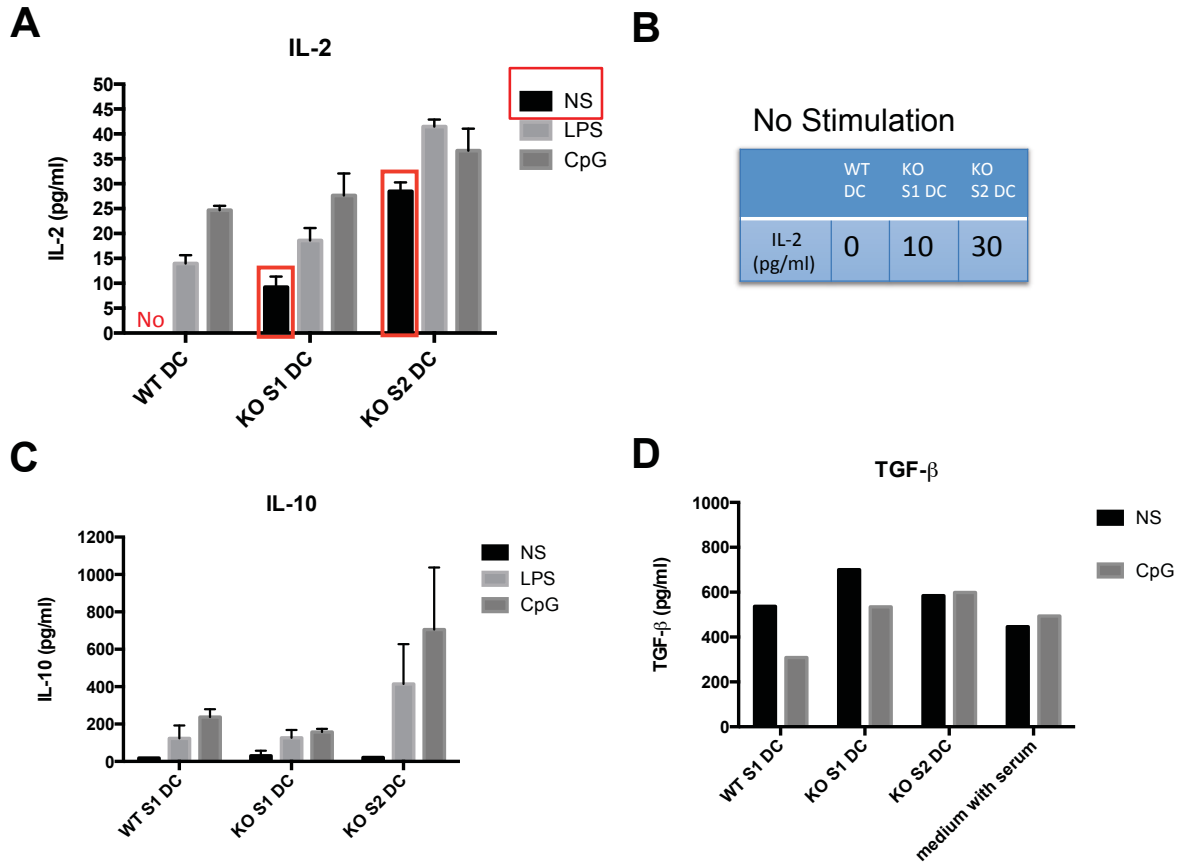 A
IL-2
50
45
40
35
30
25
20
15
10
5
0
IL-2 (pg/ml)
No
WT DC
KO S1 DC
KO S2 DC
NS
LPS
CpG
B
No Stimulation
WT DC
KO S1 DC
KO S2 DC
IL-2 (pg/ml)
0
10
30
C
IL-10
1200
1000
800
600
400
200
0
IL-10 (pg/ml)
WT S1 DC
KO S1 DC
KO S2 DC
NS
LPS
CpG
D
TGF-β
1000
800
600
400
200
0
TGF-β (pg/ml)
WT S1 DC
KO S1 DC
KO S2 DC
medium with serum
NS
CpG